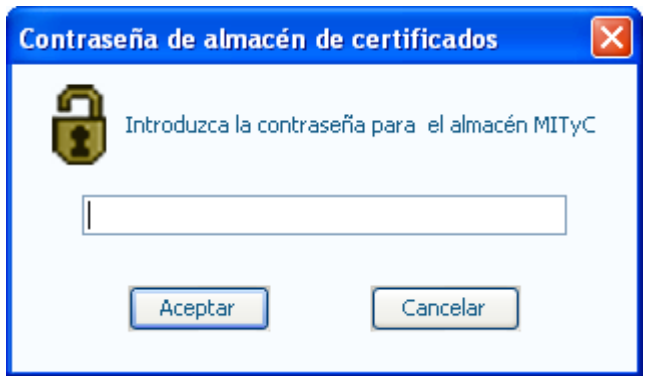 Contraseña de almacén de certificados
Introduzca la contraseña para el almacén MITyC
Aceptar
Cancelar